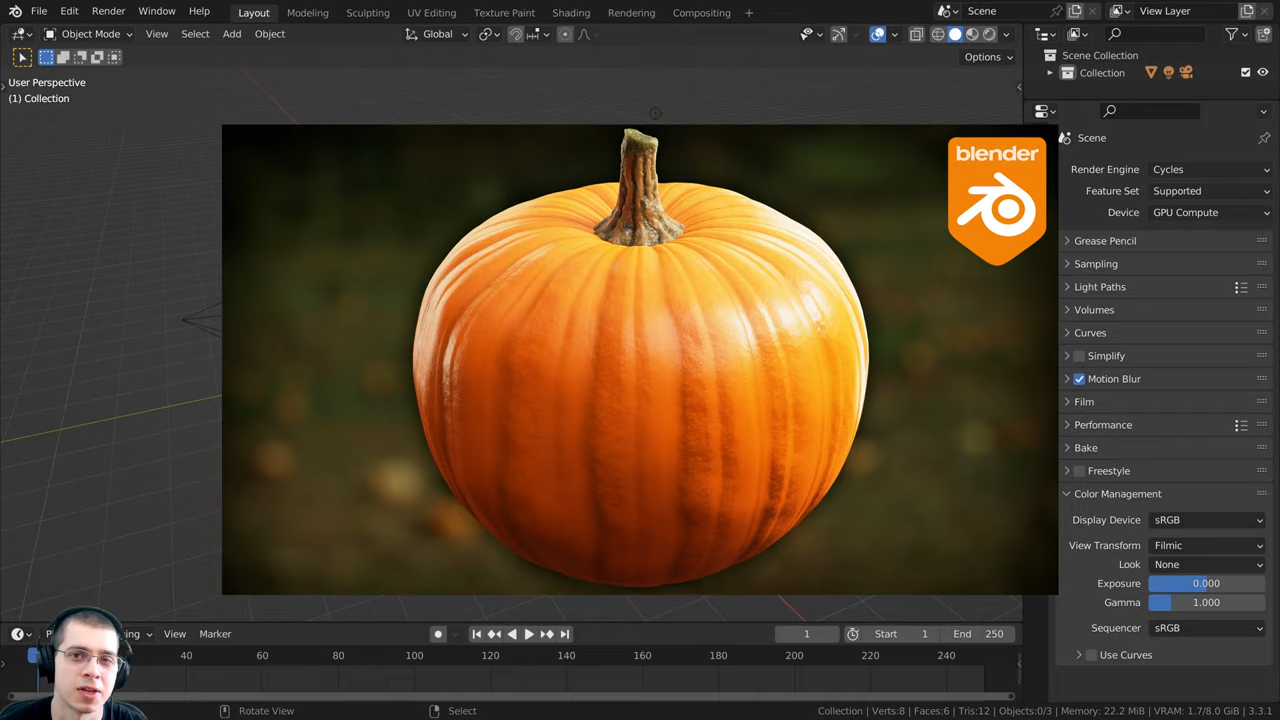 File Edit Render Window Help Layout Modeling Sculpting UV Editing Texture Paint Shading Rendering Compositing Scene View Layer
Object Mode View Select Add Object Global
Options
User Perspective
(1) Collection
Scene Collection
Collection
Scene
blender
Render Engine Cycles
Feature Set Supported
Device GPU Compute
Grease Pencil
Sampling
Light Paths
Volumes
Curves
Simplify
Motion Blur
Film
Performance
Bake
Freestyle
Color Management
Display Device sRGB
View Transform Filmic
Look None
Exposure 0.000
Gamma 1.000
Sequencer sRGB
Use Curves
View Marker 1 Start 1 End 250
40 60 80 100 120 140 160 180 200 220 240
Rotate View Select Collection | Verts:8 | Faces:6 | Tris:12 | Objects:0/3 | Memory: 22.2 MiB | VRAM: 1.7/8.0 GiB | 3.3.1